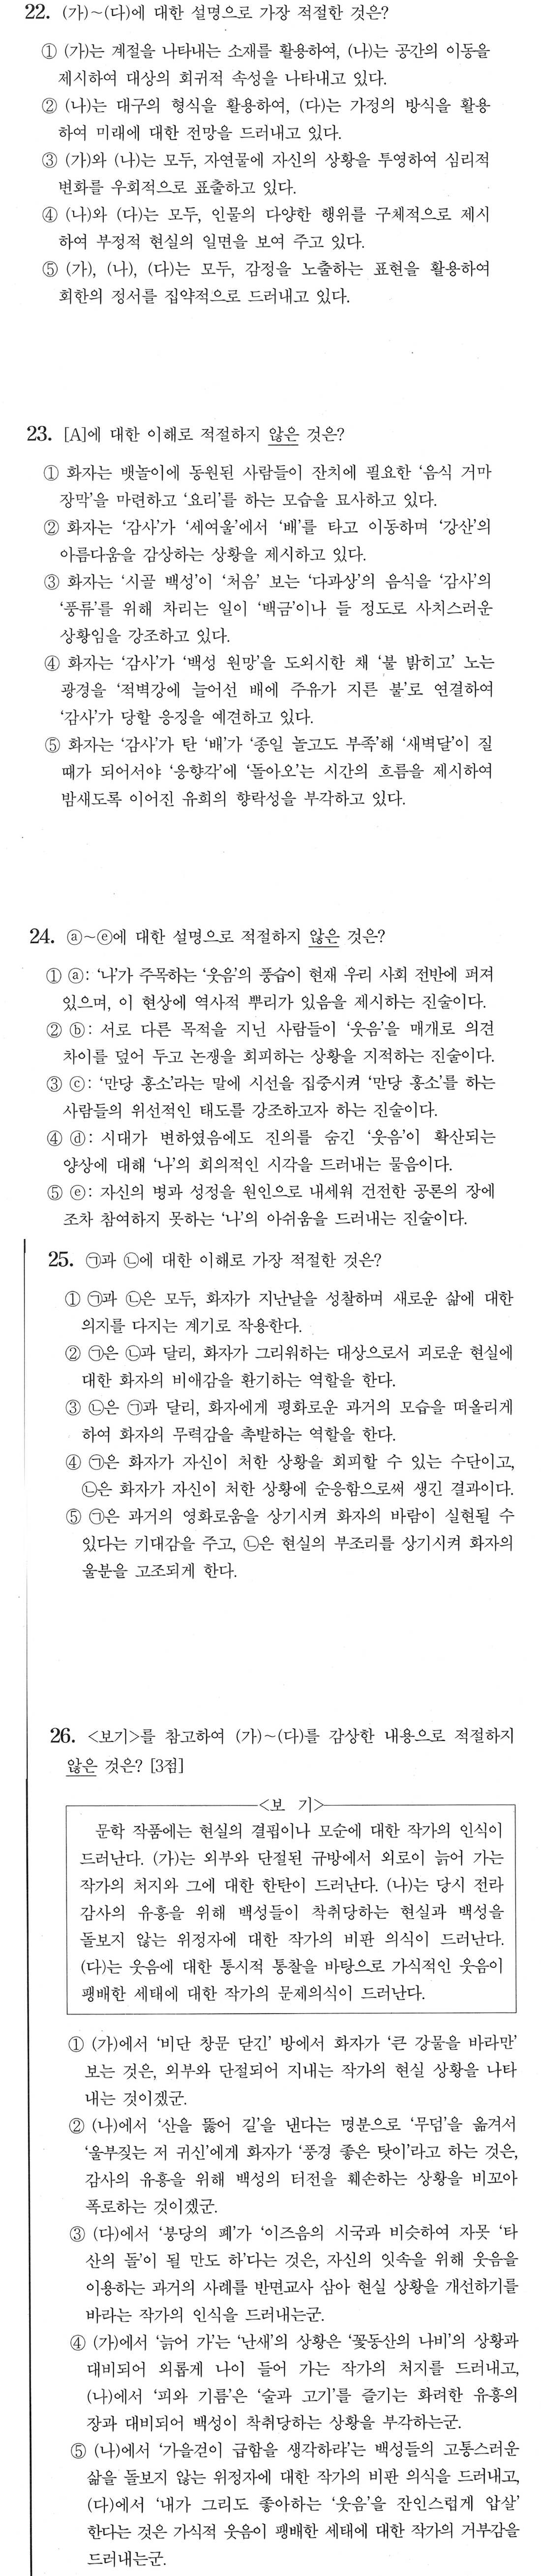 22. (가)~(다)에 대한 설명으로 가장 적절한 것은?
① (가)는 계절을 나타내는 소재를 활용하여, (나)는 공간의 이동을
제시하여 대상의 회귀적 속성을 나타내고 있다.
② (나)는 대구의 형식을 활용하여, (다)는 가정의 방식을 활용
하여 미래에 대한 전망을 드러내고 있다.
③ (가)와 (나)는 모두, 자연물에 자신의 상황을 투영하여 심리적
변화를 우회적으로 표출하고 있다.
④ (나)와 (다)는 모두, 인물의 다양한 행위를 구체적으로 제시
하여 부정적 현실의 일면을 보여 주고 있다.
⑤ (가), (나), (다)는 모두, 감정을 노출하는 표현을 활용하여
회한의 정서를 집약적으로 드러내고 있다.
23. [A]에 대한 이해로 적절하지 않은 것은?
① 화자는 뱃놀이에 동원된 사람들이 잔치에 필요한 ‘음식 거마
장막’을 마련하고 ‘요리’를 하는 모습을 묘사하고 있다.
② 화자는 ‘감사’가 ‘세여울’에서 ‘배’를 타고 이동하며 ‘강산’의
아름다움을 감상하는 상황을 제시하고 있다.
③ 화자는 ‘시골 백성’이 ‘처음’ 보는 ‘다과상’의 음식을 ‘감사’의
‘풍류’를 위해 차리는 일이 ‘백금’이나 들 정도로 사치스러운
상황임을 강조하고 있다.
④ 화자는 ‘감사’가 ‘백성 원망’을 도외시한 채 ‘불 밝히고’ 노는
광경을 ‘적벽강에 늘어선 배에 주유가 지른 불’로 연결하여
‘감사’가 당할 응징을 예견하고 있다.
⑤ 화자는 ‘감사’가 탄 ‘배’가 ‘종일 놀고도 부족’해 ‘새벽달’이 질
때가 되어서야 ‘응향각’에 ‘돌아오’는 시간의 흐름을 제시하여
밤새도록 이어진 유희의 향락성을 부각하고 있다.
24. ⓐ~ⓔ에 대한 설명으로 적절하지 않은 것은?
① ⓐ: ‘나’가 주목하는 ‘웃음’의 풍습이 현재 우리 사회 전반에 퍼져
있으며, 이 현상에 역사적 뿌리가 있음을 제시하는 진술이다.
② ⓑ: 서로 다른 목적을 지닌 사람들이 ‘웃음’을 매개로 의견
차이를 덮어 두고 논쟁을 회피하는 상황을 지적하는 진술이다.
③ ⓒ: ‘만당 홍소’라는 말에 시선을 집중시켜 ‘만당 홍소’를 하는
사람들의 위선적인 태도를 강조하고자 하는 진술이다.
④ ⓓ: 시대가 변하였음에도 진의를 숨긴 ‘웃음’이 확산되는
양상에 대해 ‘나’의 회의적인 시각을 드러내는 물음이다.
⑤ ⓔ: 자신의 병과 성정을 원인으로 내세워 건전한 공론의 장에
조차 참여하지 못하는 ‘나’의 아쉬움을 드러내는 진술이다.
25. ㉠과 ㉡에 대한 이해로 가장 적절한 것은?
① ㉠과 ㉡은 모두, 화자가 지난날을 성찰하며 새로운 삶에 대한
의지를 다지는 계기로 작용한다.
② ㉠은 ㉡과 달리, 화자가 그리워하는 대상으로서 괴로운 현실에
대한 화자의 비애감을 환기하는 역할을 한다.
③ ㉡은 ㉠과 달리, 화자에게 평화로운 과거의 모습을 떠올리게
하여 화자의 무력감을 촉발하는 역할을 한다.
④ ㉠은 화자가 자신이 처한 상황을 회피할 수 있는 수단이고,
㉡은 화자가 자신이 처한 상황에 순응함으로써 생긴 결과이다.
⑤ ㉠은 과거의 영화로움을 상기시켜 화자의 바람이 실현될 수
있다는 기대감을 주고, ㉡은 현실의 부조리를 상기시켜 화자의
울분을 고조되게 한다.
26. <보기>를 참고하여 (가)~(다)를 감상한 내용으로 적절하지
않은 것은? [3점]
<보 기>
문학 작품에는 현실의 결핍이나 모순에 대한 작가의 인식이
드러난다. (가)는 외부와 단절된 규방에서 외로이 늙어 가는
작가의 처지와 그에 대한 한탄이 드러난다. (나)는 당시 전라
감사의 유흥을 위해 백성들이 착취당하는 현실과 백성을
돌보지 않는 위정자에 대한 작가의 비판 의식이 드러난다.
(다)는 웃음에 대한 통시적 통찰을 바탕으로 가식적인 웃음이
팽배한 세태에 대한 작가의 문제의식이 드러난다.
① (가)에서 ‘비단 창문 닫긴’ 방에서 화자가 ‘큰 강물을 바라만’
보는 것은, 외부와 단절되어 지내는 작가의 현실 상황을 나타
내는 것이겠군.
② (나)에서 ‘산을 뚫어 길’을 낸다는 명분으로 ‘무덤’을 옮겨서
‘울부짖는 저 귀신’에게 화자가 ‘풍경 좋은 탓이’라고 하는 것은,
감사의 유흥을 위해 백성의 터전을 훼손하는 상황을 비꼬아
폭로하는 것이겠군.
③ (다)에서 ‘붕당의 폐’가 ‘이즈음의 시국과 비슷하여 자못 ‘타
산의 돌’이 될 만도 하’다는 것은, 자신의 잇속을 위해 웃음을
이용하는 과거의 사례를 반면교사 삼아 현실 상황을 개선하기를
바라는 작가의 인식을 드러내는군.
④ (가)에서 ‘늙어 가’는 ‘난새’의 상황은 ‘꽃동산의 나비’의 상황과
대비되어 외롭게 나이 들어 가는 작가의 처지를 드러내고,
(나)에서 ‘피와 기름’은 ‘술과 고기’를 즐기는 화려한 유흥의
장과 대비되어 백성이 착취당하는 상황을 부각하는군.
⑤ (나)에서 ‘가을걷이 급함을 생각하랴’는 백성들의 고통스러운
삶을 돌보지 않는 위정자에 대한 작가의 비판 의식을 드러내고,
(다)에서 ‘내가 그리도 좋아하는 ‘웃음’을 잔인스럽게 압살’
한다는 것은 가식적 웃음이 팽배한 세태에 대한 작가의 거부감을
드러내는군.